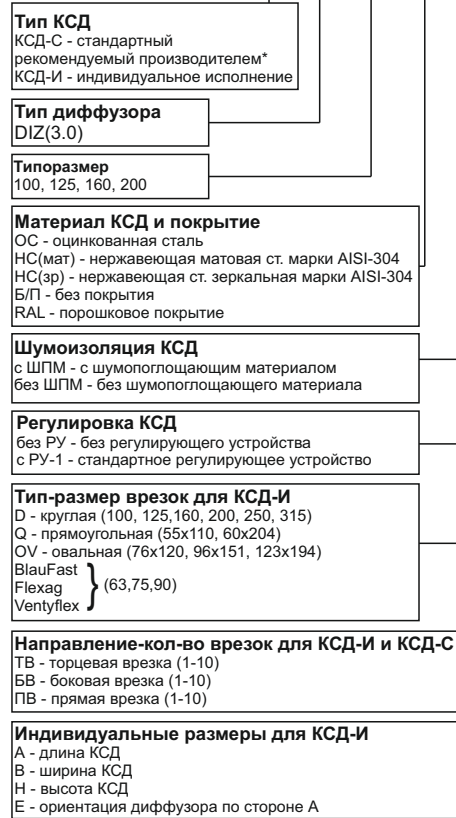 Тип КСД
КСД-С - стандартный
рекомендуемый производителем*
КСД-И - индивидуальное исполнение
Тип диффузора
DIZ(3.0)
Типоразмер
100, 125, 160, 200
Материал КСД и покрытие
ОС - оцинкованная сталь
НС(мат) - нержавеющая матовая ст. марки AISI-304
НС(зр) - нержавеющая ст. зеркальная марки AISI-304
Б/П - без покрытия
RAL - порошковое покрытие
Шумоизоляция КСД
с ШПМ - с шумопоглощающим материалом
без ШПМ - без шумопоглощающего материала
Регулировка КСД
без РУ - без регулирующего устройства
с РУ-1 - стандартное регулирующее устройство
Тип-размер врезок для КСД-И
D - круглая (100, 125,160, 200, 250, 315)
Q - прямоугольная (55х110, 60х204)
OV - овальная (76х120, 96х151, 123х194)
BlauFast
Flexag } (63,75,90)
Ventyflex
Направление-кол-во врезок для КСД-И и КСД-С
ТВ - торцевая врезка (1-10)
БВ - боковая врезка (1-10)
ПВ - прямая врезка (1-10)
Индивидуальные размеры для КСД-И
А - длина КСД
В - ширина КСД
Н - высота КСД
Е - ориентация диффузора по стороне А